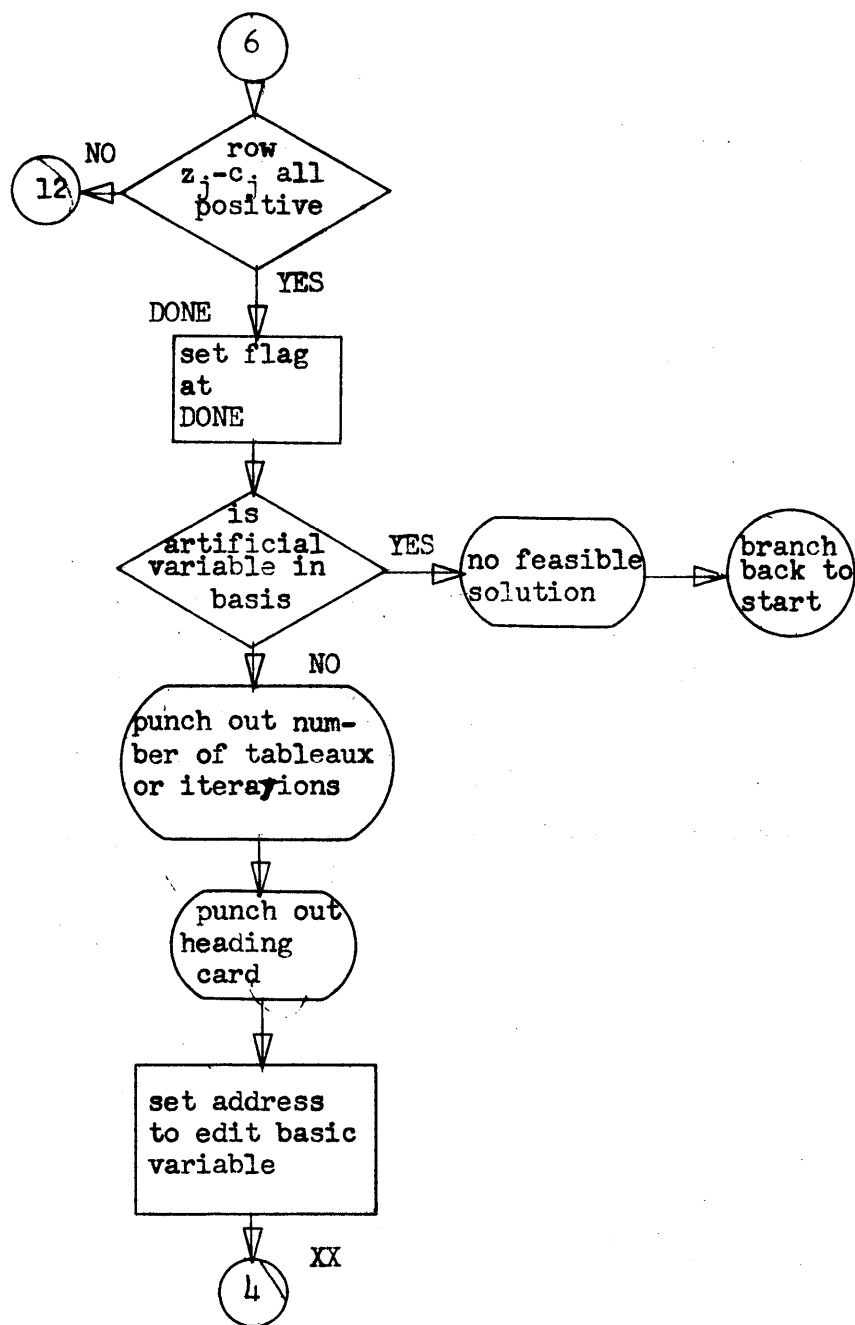 6
row
z_j-c_j all
positive
NO
12
YES
DONE
set flag
at
DONE
is
artificial
variable in
basis
YES
no feasible
solution
branch
back to
start
NO
punch out num-
ber of tableaux
or iterations
punch out
heading
card
set address
to edit basic
variable
XX
4